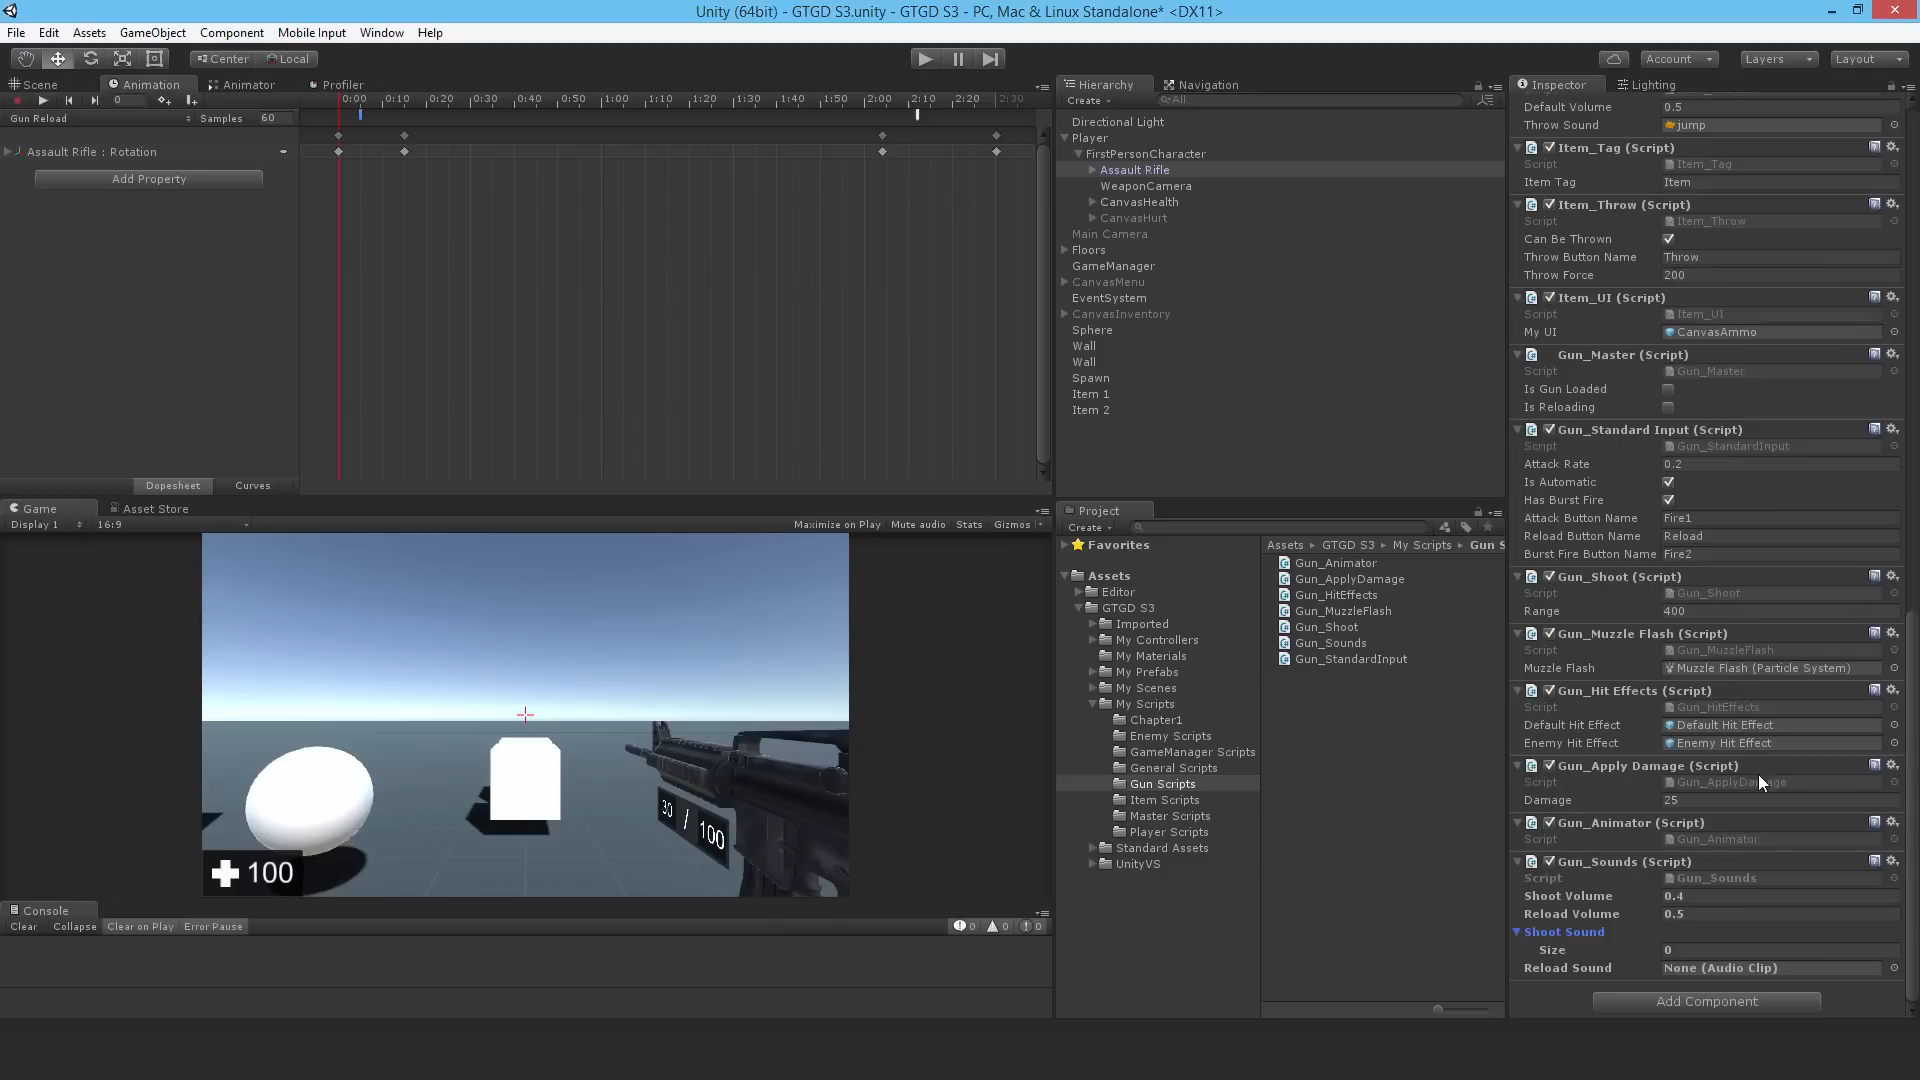 Unity (64bit) - GTGD S3.unity - GTGD S3 - PC, Mac & Linux Standalone* <DX11>
File Edit Assets GameObject Component Mobile Input Window Help
Center Local Account Layers Layout
Scene Animation Animator Profiler
0 0:00 0:10 0:20 0:30 0:40 0:50 1:00 1:10 1:20 1:30 1:40 1:50 2:00 2:10 2:20 2:30
Gun Reload Samples 60
Assault Rifle : Rotation
Add Property
Dopesheet Curves
Game Asset Store
Display 1 16:9 Maximize on Play Mute audio Stats Gizmos
30 / 100
100
Console
Clear Collapse Clear on Play Error Pause 0 0 0
Hierarchy Navigation
Create All
Directional Light
Player
FirstPersonCharacter
Assault Rifle
WeaponCamera
CanvasHealth
CanvasHurt
Main Camera
Floors
GameManager
CanvasMenu
EventSystem
CanvasInventory
Sphere
Wall
Wall
Spawn
Item 1
Item 2
Project
Create
Favorites
Assets
Editor
GTGD S3
Imported
My Controllers
My Materials
My Prefabs
My Scenes
My Scripts
Chapter1
Enemy Scripts
GameManager Scripts
General Scripts
Gun Scripts
Item Scripts
Master Scripts
Player Scripts
Standard Assets
UnityVS
Assets GTGD S3 My Scripts Gun S
Gun_Animator
Gun_ApplyDamage
Gun_HitEffects
Gun_MuzzleFlash
Gun_Shoot
Gun_Sounds
Gun_StandardInput
Inspector Lighting
Default Volume 0.5
Throw Sound jump
Item_Tag (Script)
Script Item_Tag
Item Tag Item
Item_Throw (Script)
Script Item_Throw
Can Be Thrown
Throw Button Name Throw
Throw Force 200
Item_UI (Script)
Script Item_UI
My UI CanvasAmmo
Gun_Master (Script)
Script Gun_Master
Is Gun Loaded
Is Reloading
Gun_Standard Input (Script)
Script Gun_StandardInput
Attack Rate 0.2
Is Automatic
Has Burst Fire
Attack Button Name Fire1
Reload Button Name Reload
Burst Fire Button Name Fire2
Gun_Shoot (Script)
Script Gun_Shoot
Range 400
Gun_Muzzle Flash (Script)
Script Gun_MuzzleFlash
Muzzle Flash Muzzle Flash (Particle System)
Gun_Hit Effects (Script)
Script Gun_HitEffects
Default Hit Effect Default Hit Effect
Enemy Hit Effect Enemy Hit Effect
Gun_Apply Damage (Script)
Script Gun_ApplyDamage
Damage 25
Gun_Animator (Script)
Script Gun_Animator
Gun_Sounds (Script)
Script Gun_Sounds
Shoot Volume 0.4
Reload Volume 0.5
Shoot Sound
Size 0
Reload Sound None (Audio Clip)
Add Component